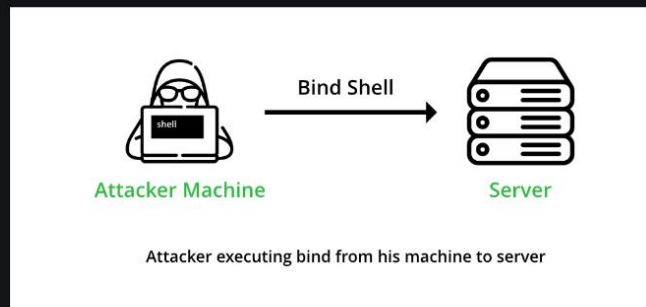 Bind Shell
shell
Attacker Machine
Server
Attacker executing bind from his machine to server